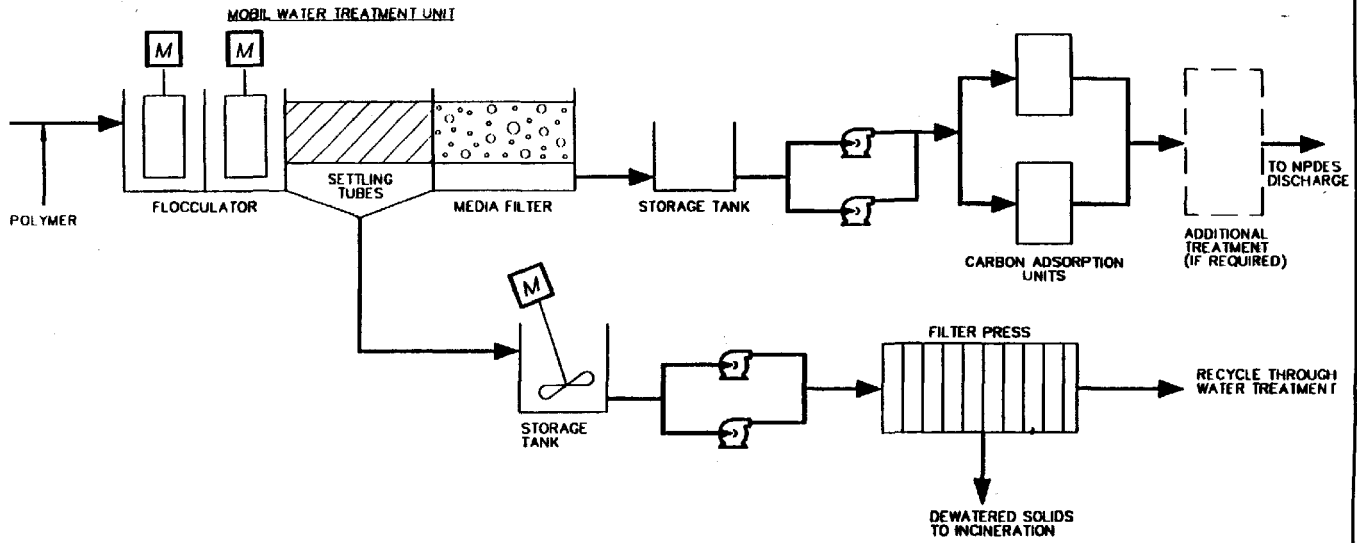 MOBIL WATER TREATMENT UNIT
M
M
POLYMER
FLOCCULATOR
SETTLING
TUBES
MEDIA FILTER
STORAGE TANK
CARBON ADSORPTION
UNITS
ADDITIONAL
TREATMENT
(IF REQUIRED)
TO NPDES
DISCHARGE
M
STORAGE
TANK
FILTER PRESS
RECYCLE THROUGH
WATER TREATMENT
DEWATERED SOLIDS
TO INCINERATION